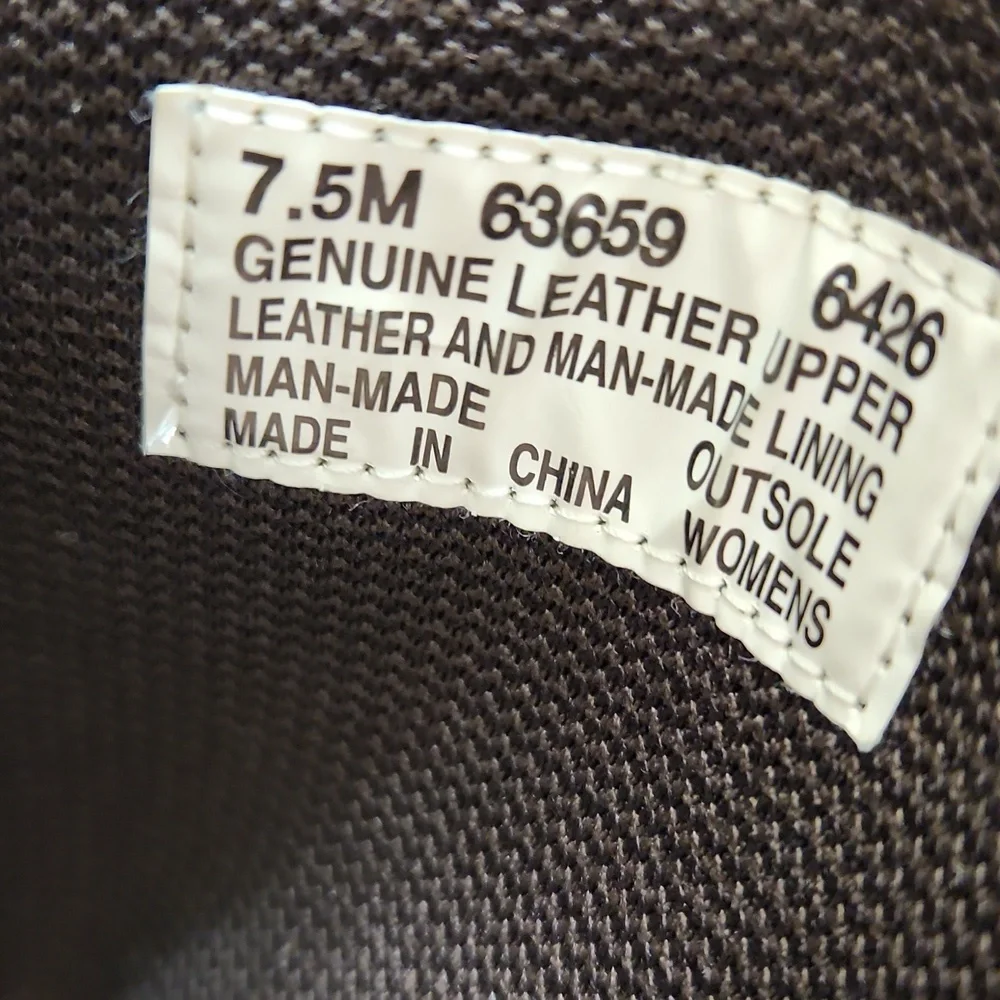 7.5M 63659 6426
GENUINE LEATHER UPPER
LEATHER AND MAN-MADE LINING
MAN-MADE OUTSOLE
MADE IN CHINA WOMENS